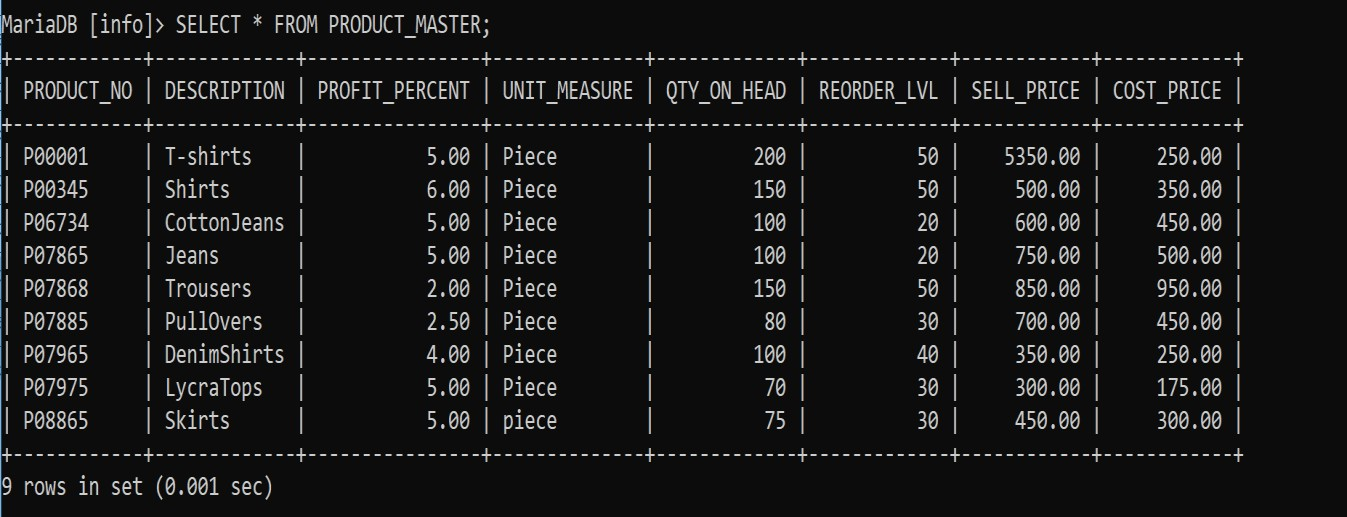 MariaDB [info]> SELECT * FROM PRODUCT_MASTER;
+------------+-------------+----------------+--------------+-------------+-------------+------------+------------+
| PRODUCT_NO | DESCRIPTION | PROFIT_PERCENT | UNIT_MEASURE | QTY_ON_HEAD | REORDER_LVL | SELL_PRICE | COST_PRICE |
+------------+-------------+----------------+--------------+-------------+-------------+------------+------------+
| P00001     | T-shirts    |           5.00 | Piece        |         200 |          50 |    5350.00 |     250.00 |
| P00345     | Shirts      |           6.00 | Piece        |         150 |          50 |     500.00 |     350.00 |
| P06734     | CottonJeans |           5.00 | Piece        |         100 |          20 |     600.00 |     450.00 |
| P07865     | Jeans       |           5.00 | Piece        |         100 |          20 |     750.00 |     500.00 |
| P07868     | Trousers    |           2.00 | Piece        |         150 |          50 |     850.00 |     950.00 |
| P07885     | PullOvers   |           2.50 | Piece        |          80 |          30 |     700.00 |     450.00 |
| P07965     | DenimShirts |           4.00 | Piece        |         100 |          40 |     350.00 |     250.00 |
| P07975     | LycraTops   |           5.00 | Piece        |          70 |          30 |     300.00 |     175.00 |
| P08865     | Skirts      |           5.00 | piece        |          75 |          30 |     450.00 |     300.00 |
+------------+-------------+----------------+--------------+-------------+-------------+------------+------------+
9 rows in set (0.001 sec)